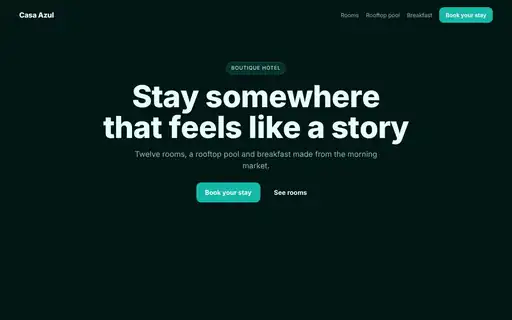 Casa Azul
Rooms
Rooftop pool
Breakfast
Book your stay
BOUTIQUE HOTEL
Stay somewhere
that feels like a story
Twelve rooms, a rooftop pool and breakfast made from the morning
market.
Book your stay
See rooms